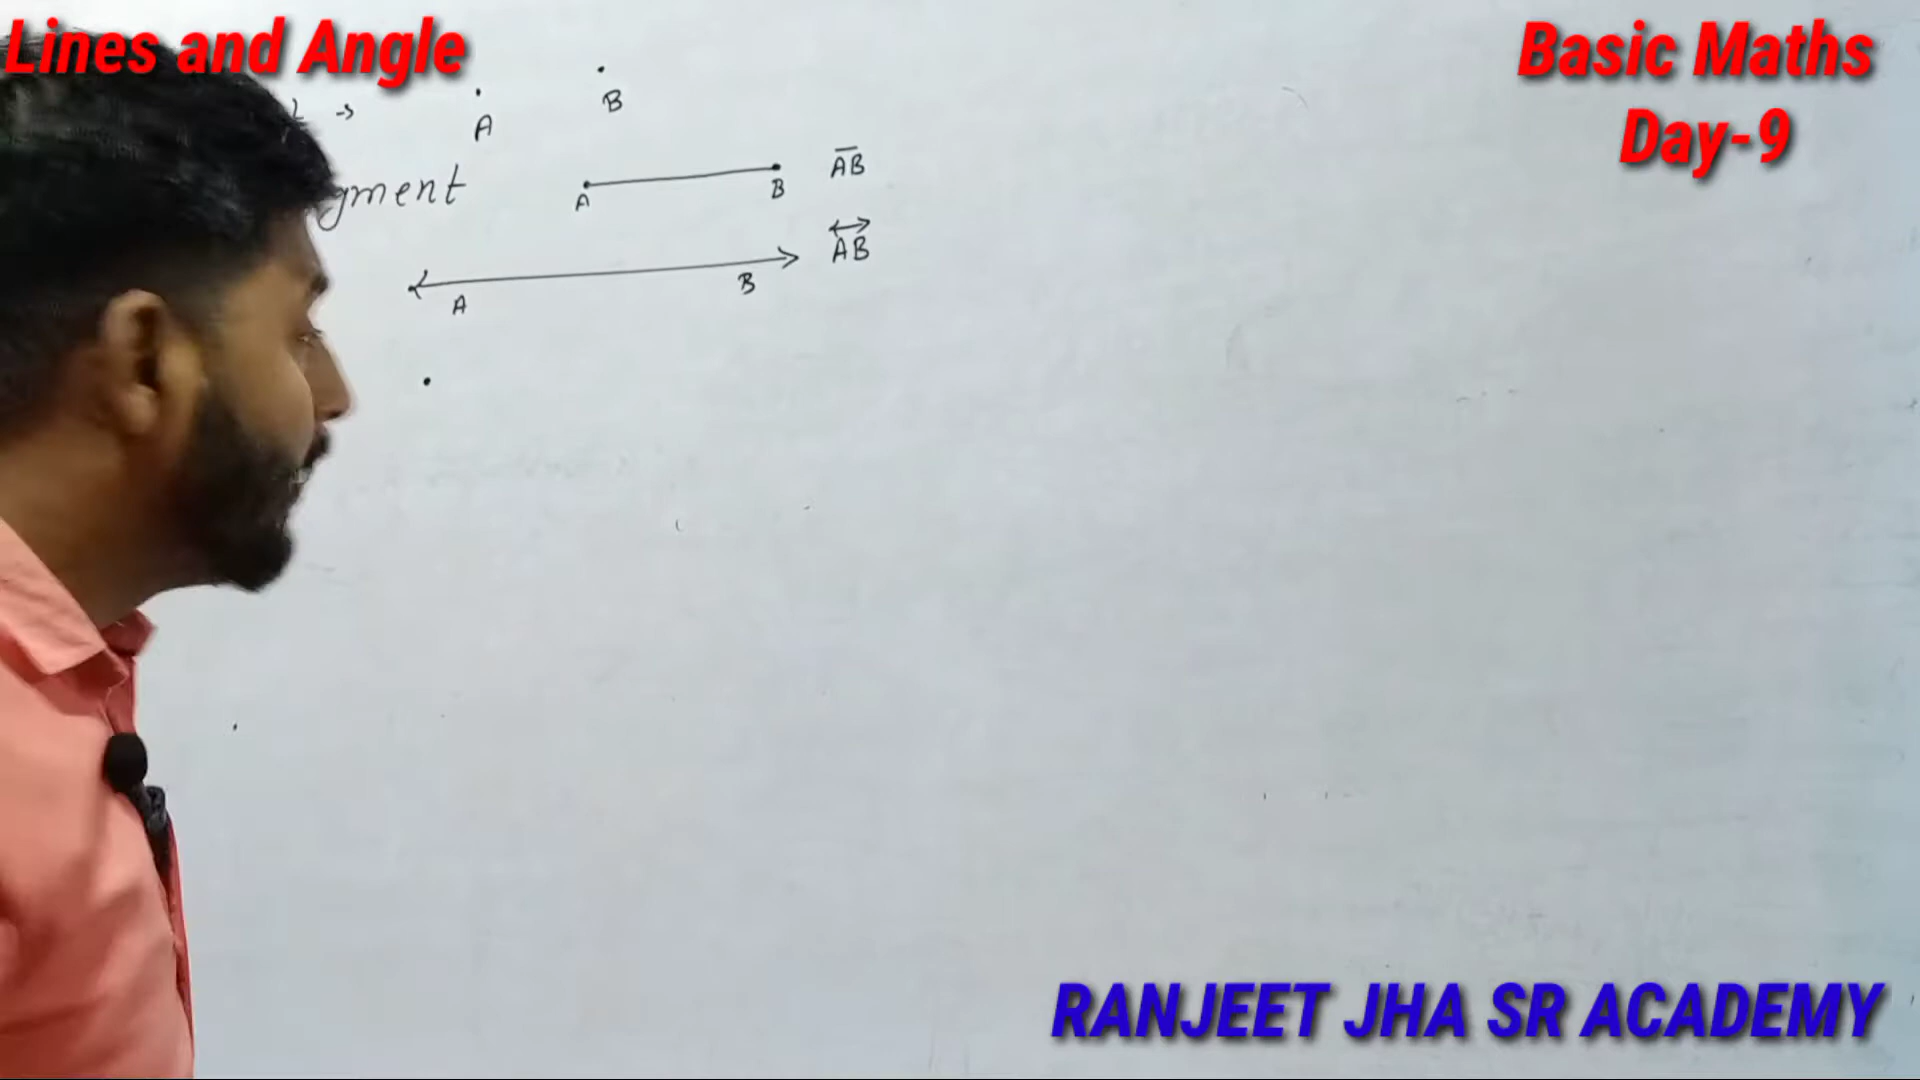 Lines and Angle
Basic Maths
Day-9
→
A
B
gment
A
B
AB
A
B
AB
RANJEET JHA SR ACADEMY